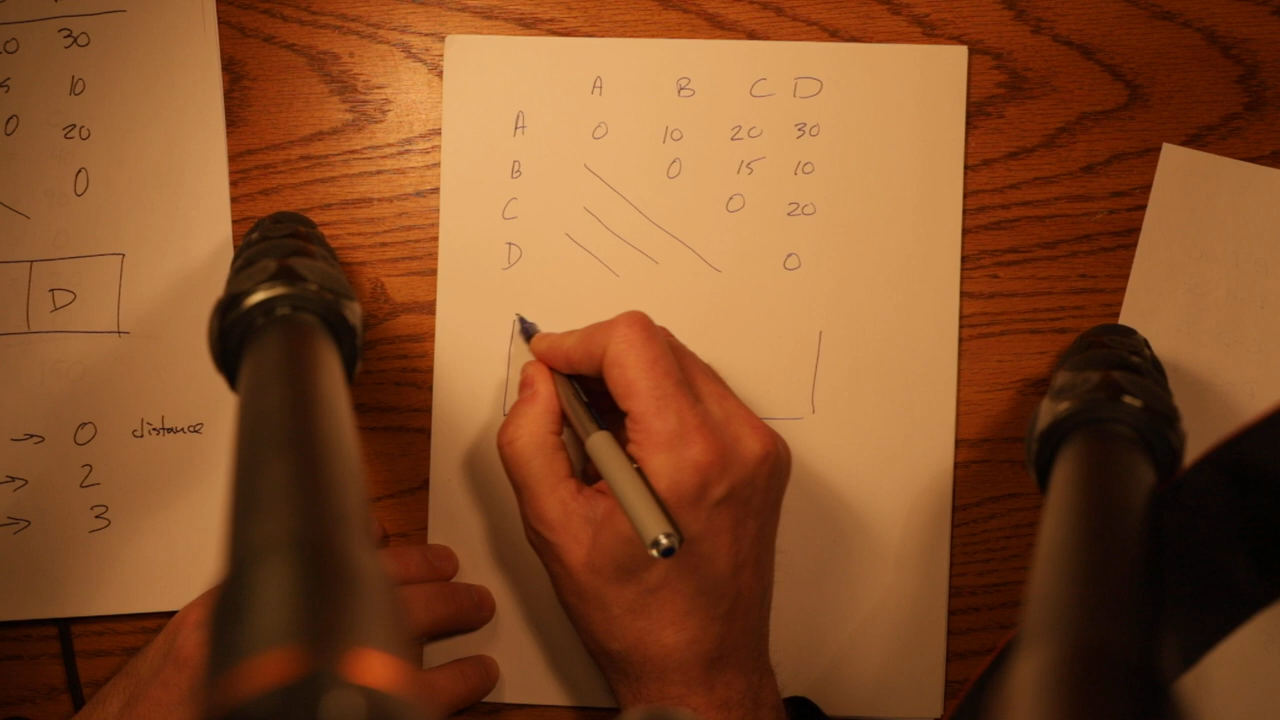 30
10
20
0
D
→ 0 distance
→ 2
→ 3
A B C D
A 0 10 20 30
B 0 15 10
C 0 20
D 0